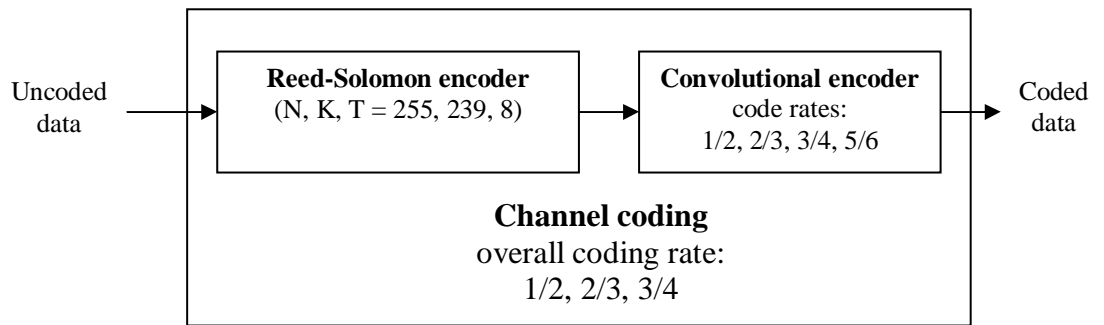 Uncoded
data
Reed-Solomon encoder
(N, K, T = 255, 239, 8)
Convolutional encoder
code rates:
1/2, 2/3, 3/4, 5/6
Coded
data
Channel coding
overall coding rate:
1/2, 2/3, 3/4